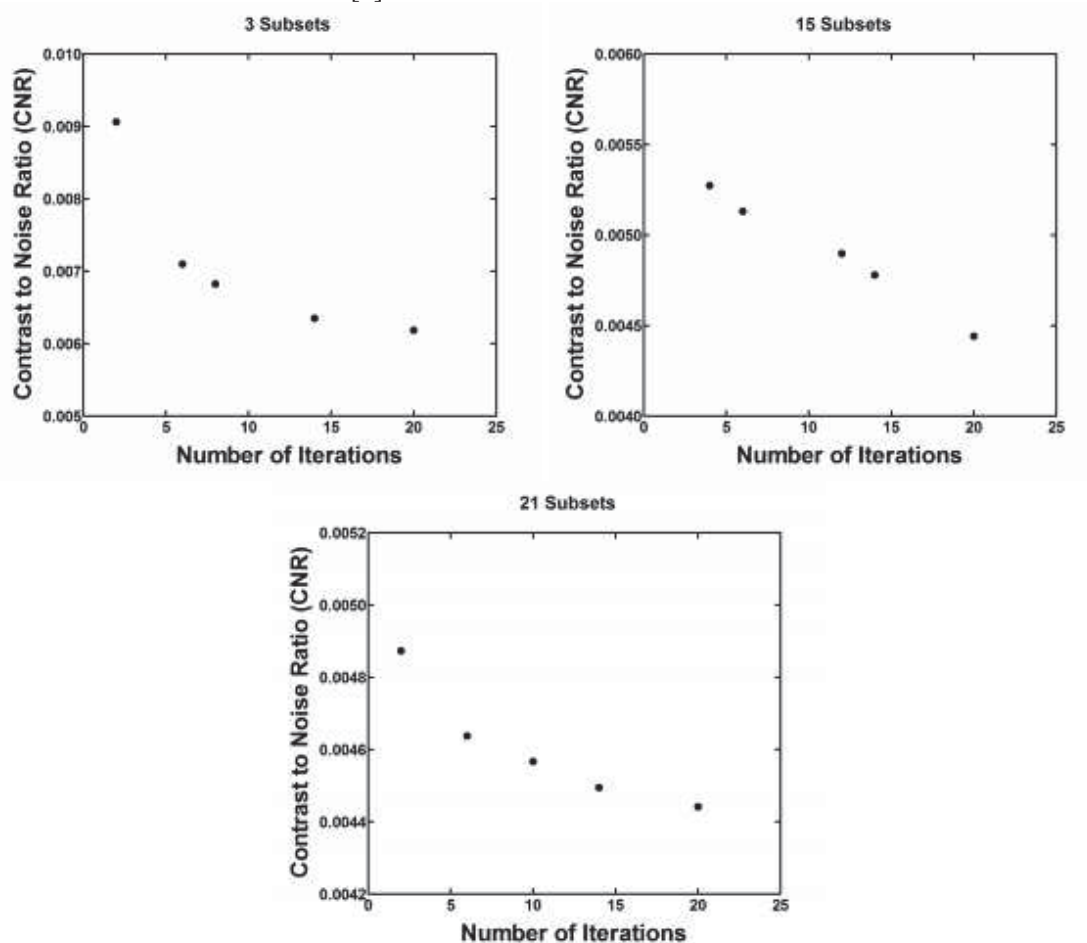 3 Subsets
Contrast to Noise Ratio (CNR)
0.010
0.009
0.008
0.007
0.006
0.005
0 5 10 15 20 25
Number of Iterations
15 Subsets
Contrast to Noise Ratio (CNR)
0.0060
0.0055
0.0050
0.0045
0.0040
0 5 10 15 20 25
Number of Iterations
21 Subsets
Contrast to Noise Ratio (CNR)
0.0052
0.0050
0.0048
0.0046
0.0044
0.0042
0 5 10 15 20 25
Number of Iterations